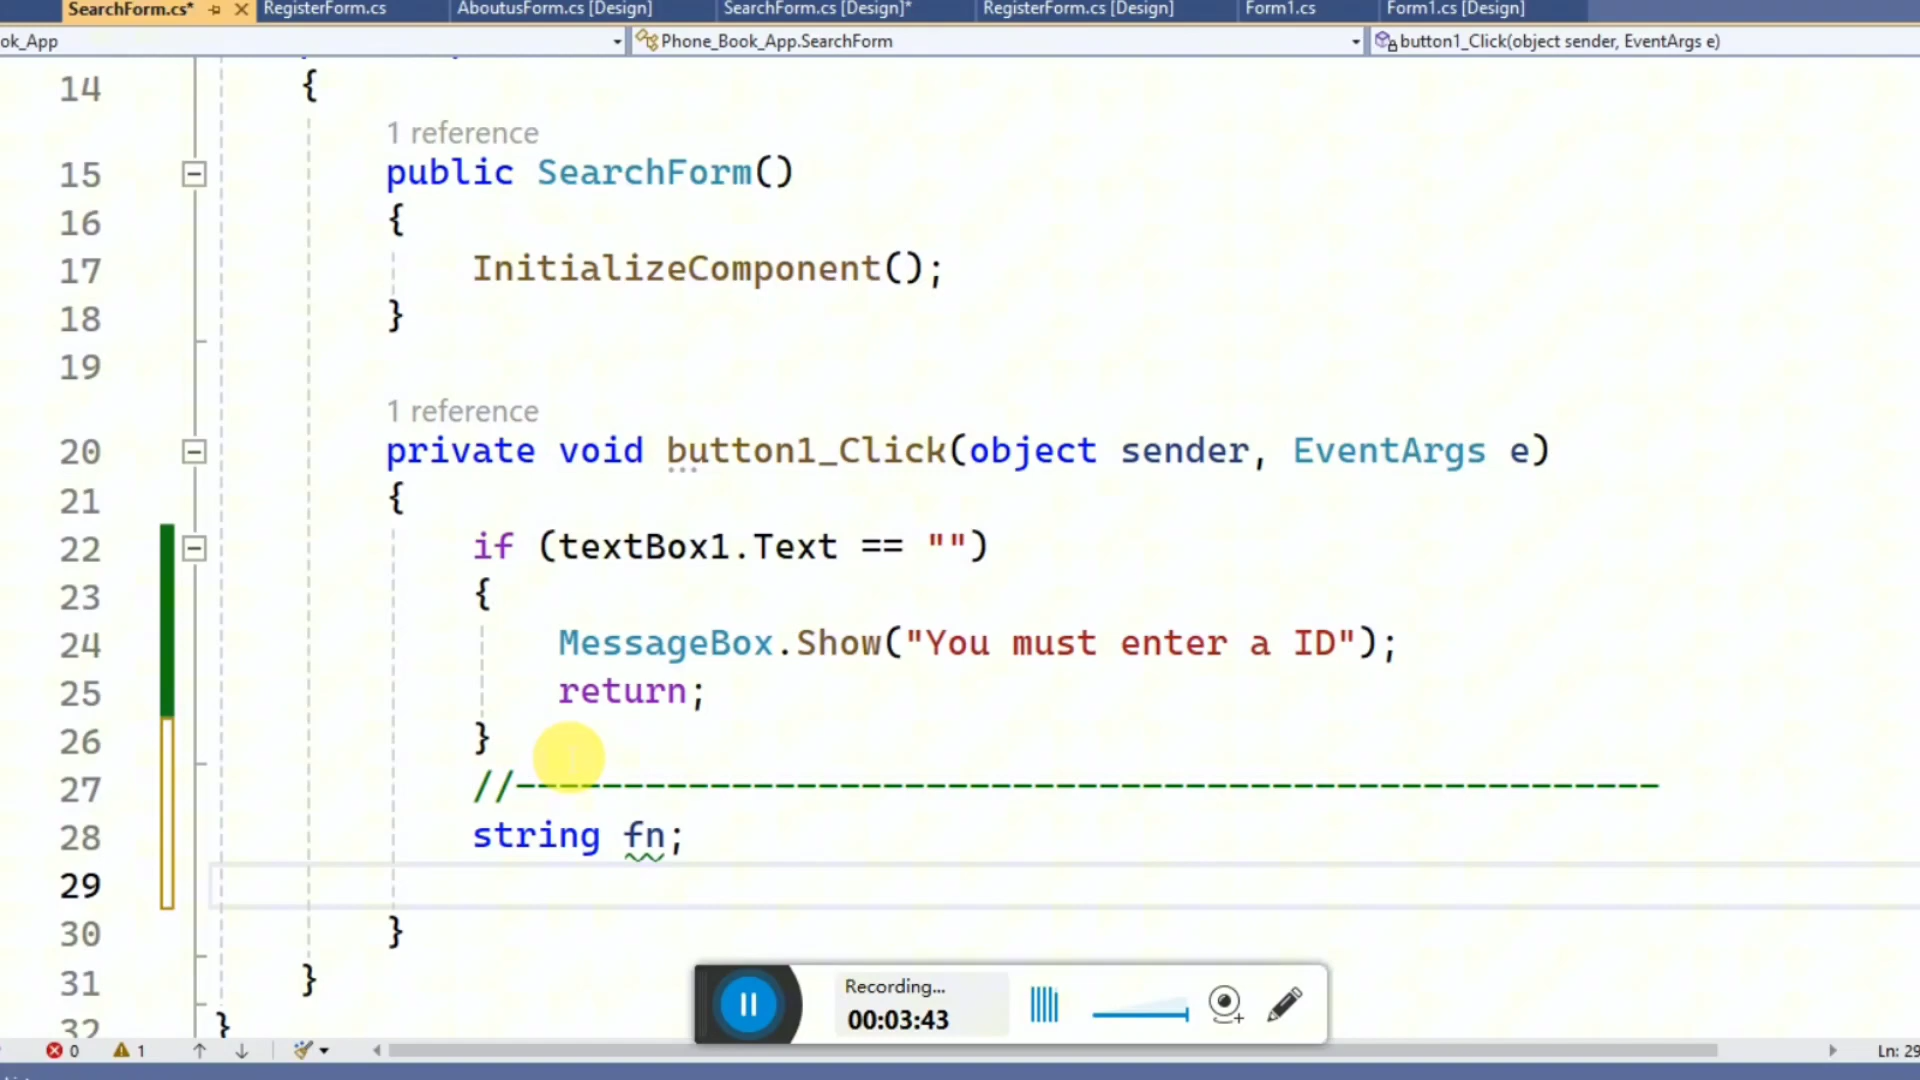 SearchForm.cs* RegisterForm.cs AboutusForm.cs [Design] SearchForm.cs [Design]* RegisterForm.cs [Design] Form1.cs Form1.cs [Design]
ok_App Phone_Book_App.SearchForm button1_Click(object sender, EventArgs e)
14 {
1 reference
15 public SearchForm()
16 {
17 InitializeComponent();
18 }
19
1 reference
20 private void button1_Click(object sender, EventArgs e)
21 {
22 if (textBox1.Text == "")
23 {
24 MessageBox.Show("You must enter a ID");
25 return;
26 }
27 //-----------------------------------------------------
28 string fn;
29
30 }
31 }
32 }
Recording...
00:03:43
0 1 Ln: 29